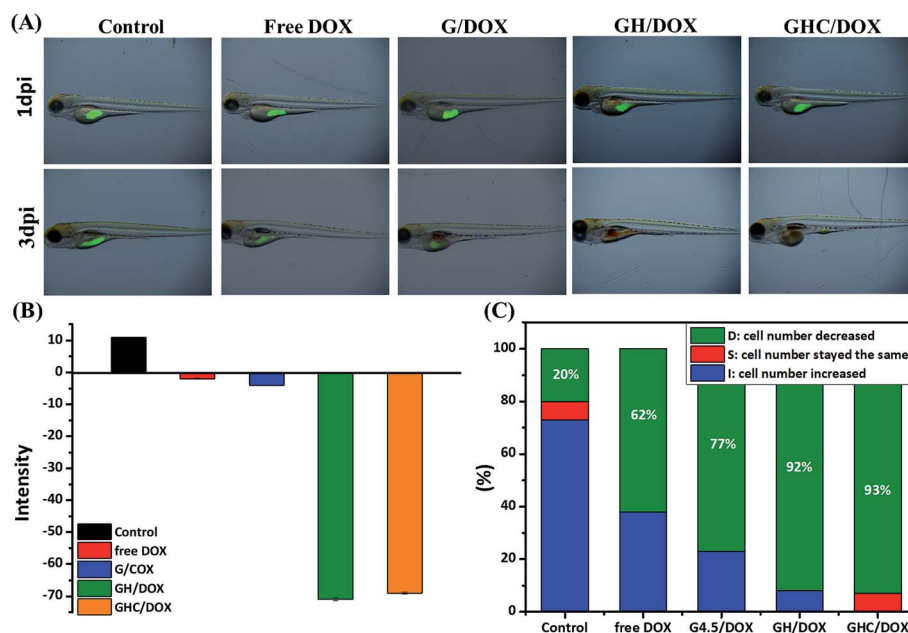 (A)
Control Free DOX G/DOX GH/DOX GHC/DOX
1dpi
3dpi
(B)
10
0
-10
-20
-30
-40
-50
-60
-70
Intensity
Control
free DOX
G/COX
GH/DOX
GHC/DOX
(C)
D: cell number decreased
S: cell number stayed the same
I: cell number increased
100
80
60
40
20
0
(%)
20%
62%
77%
92%
93%
Control free DOX G4.5/DOX GH/DOX GHC/DOX